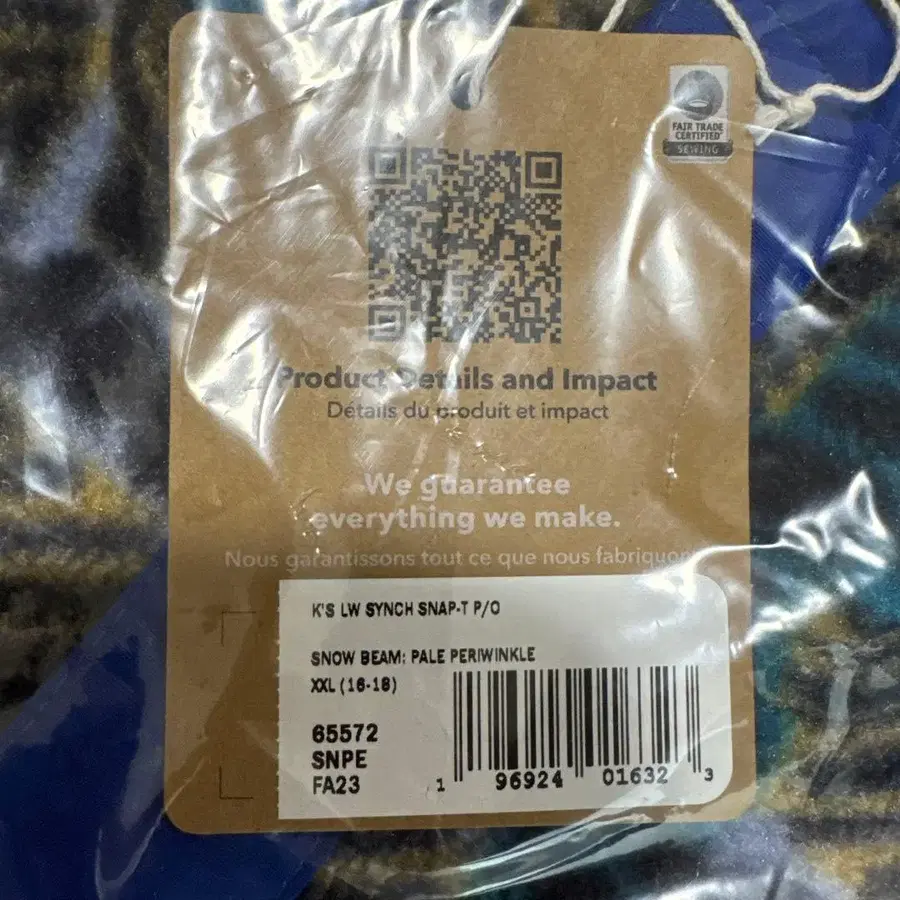 FAIR TRADE
CERTIFIED
SEWING
Product Details and Impact
Détails du produit et impact
We guarantee
everything we make.
Nous garantissons tout ce que nous fabriquons
K'S LW SYNCH SNAP-T P/O
SNOW BEAM: PALE PERIWINKLE
XXL (16-18)
65572
SNPE
FA23
1 96924 01632 3